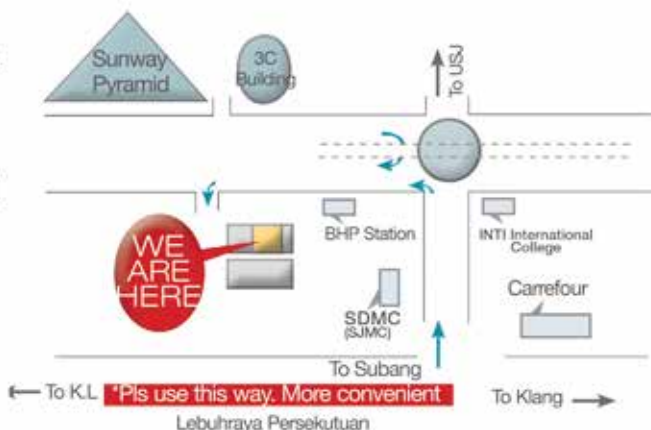 Sunway
Pyramid
3C
Building
To USJ
WE
ARE
HERE
BHP Station
INTI International
College
SDMC
(SJMC)
Carrefour
To Subang
To K.L
*Pls use this way. More convenient
To Klang
Lebuhraya Persekutuan